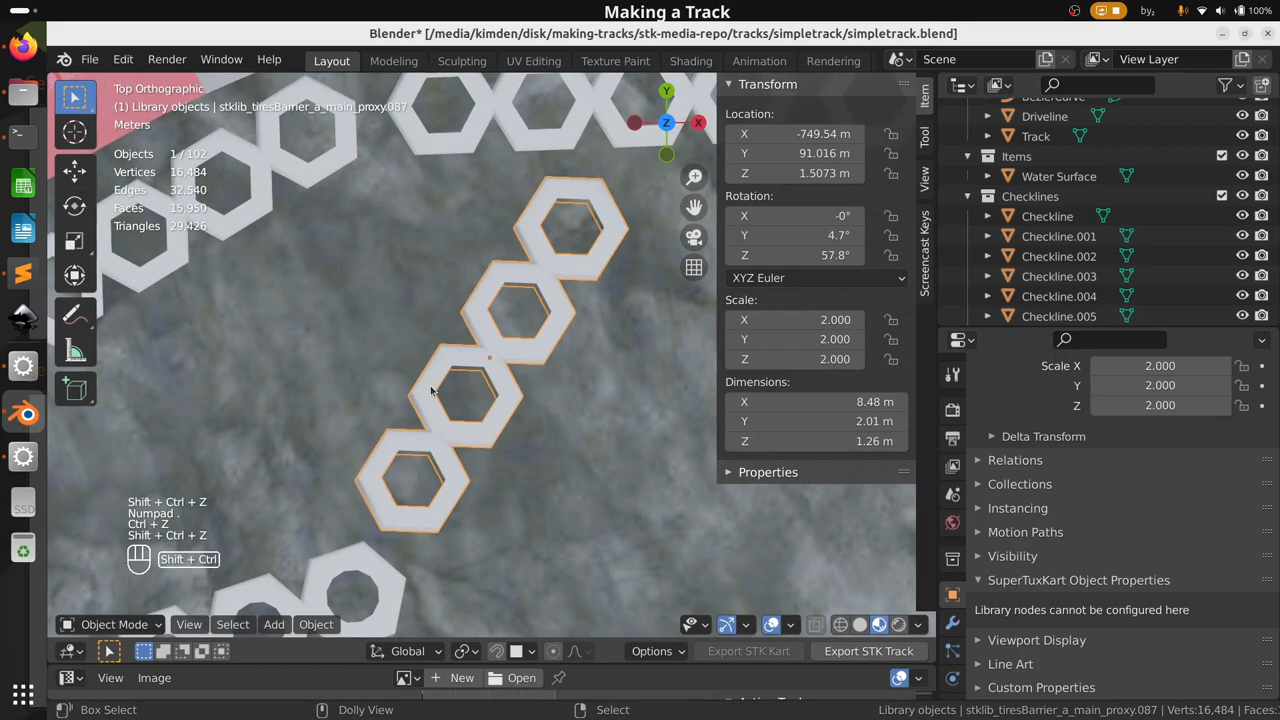 Making a Track
by₂
100%
Blender* [/media/kimden/disk/making-tracks/stk-media-repo/tracks/simpletrack/simpletrack.blend]
File Edit Render Window Help
Layout Modeling Sculpting UV Editing Texture Paint Shading Animation Rendering
Scene
View Layer
Top Orthographic
(1) Library objects | stklib_tiresBarrier_a_main_proxy.087
Meters
Objects 1 / 102
Vertices 16,484
Edges 32,540
Faces 15,950
Triangles 29,426
Y
Z
X
Transform
Location:
X -749.54 m
Y 91.016 m
Z 1.5073 m
Rotation:
X -0°
Y 4.7°
Z 57.8°
XYZ Euler
Scale:
X 2.000
Y 2.000
Z 2.000
Dimensions:
X 8.48 m
Y 2.01 m
Z 1.26 m
Properties
Item
Tool
View
Screencast Keys
BezierCurve
Driveline
Track
Items
Water Surface
Checklines
Checkline
Checkline.001
Checkline.002
Checkline.003
Checkline.004
Checkline.005
Scale X 2.000
Y 2.000
Z 2.000
Delta Transform
Relations
Collections
Instancing
Motion Paths
Visibility
SuperTuxKart Object Properties
Library nodes cannot be configured here
Viewport Display
Line Art
Custom Properties
Shift + Ctrl + Z
Numpad .
Ctrl + Z
Shift + Ctrl + Z
Shift + Ctrl
SSD
Object Mode View Select Add Object
Global
Options
Export STK Kart
Export STK Track
View Image
New
Open
Box Select
Dolly View
Select
Library objects | stklib_tiresBarrier_a_main_proxy.087 | Verts:16,484 | Faces: